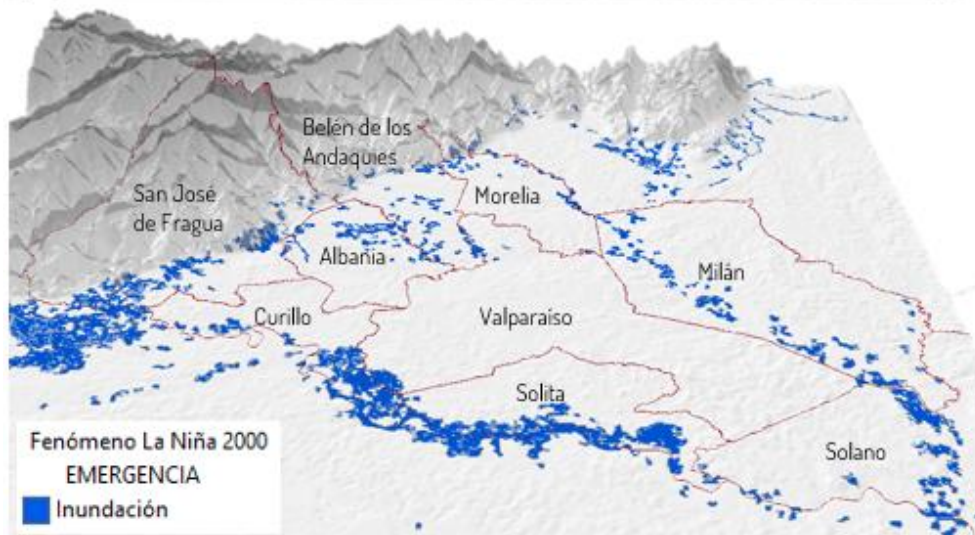 Belén de los
Andaquies
San José
de Fragua
Morelia
Albania
Milán
Curillo
Valparaíso
Solita
Solano
Fenómeno La Niña 2000
EMERGENCIA
Inundación